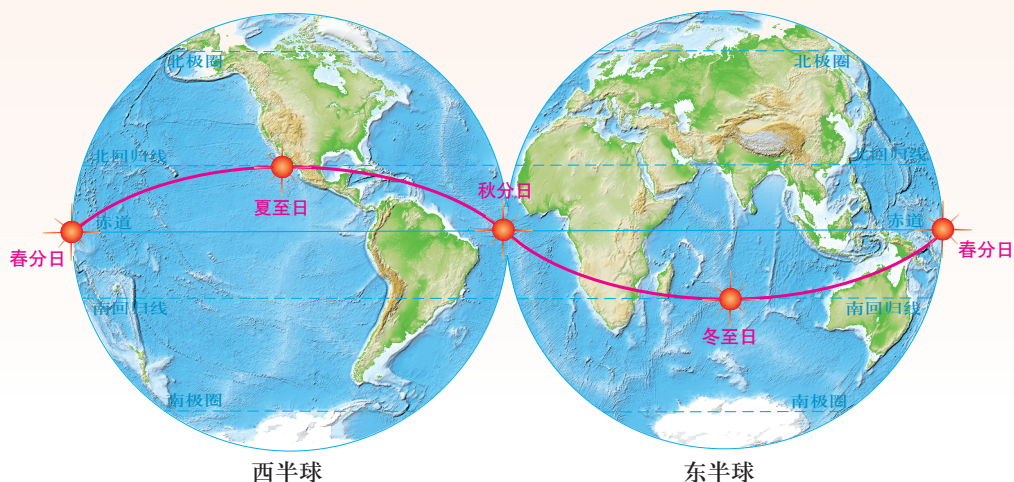 北极圈
北极圈
北回归线
北回归线
秋分日
夏至日
赤道
赤道
春分日
春分日
南回归线
南回归线
冬至日
南极圈
南极圈
西半球
东半球